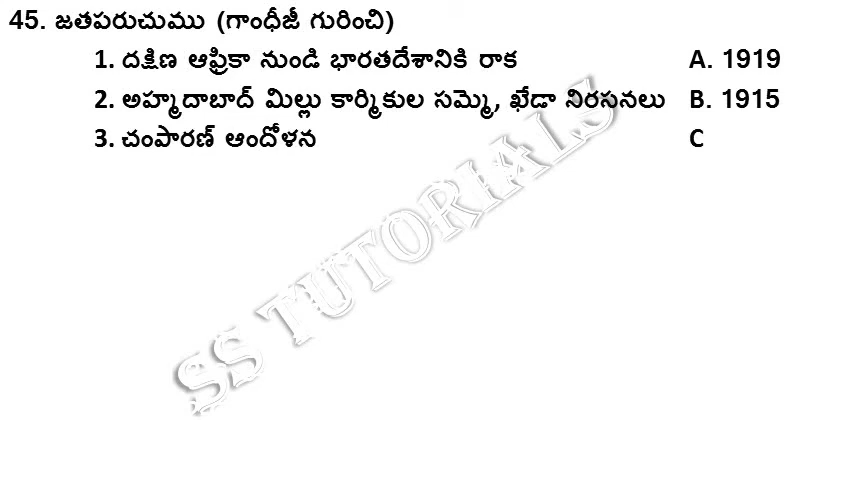 45. జతపరుచుము (గాంధీజీ గురించి)
1. దక్షిణ ఆఫ్రికా నుండి భారతదేశానికి రాక A. 1919
2. అహ్మదాబాద్ మిల్లు కార్మికుల సమ్మె, ఖేడా నిరసనలు B. 1915
3. చంపారణ్ ఆందోళన C
SS TUTORIALS